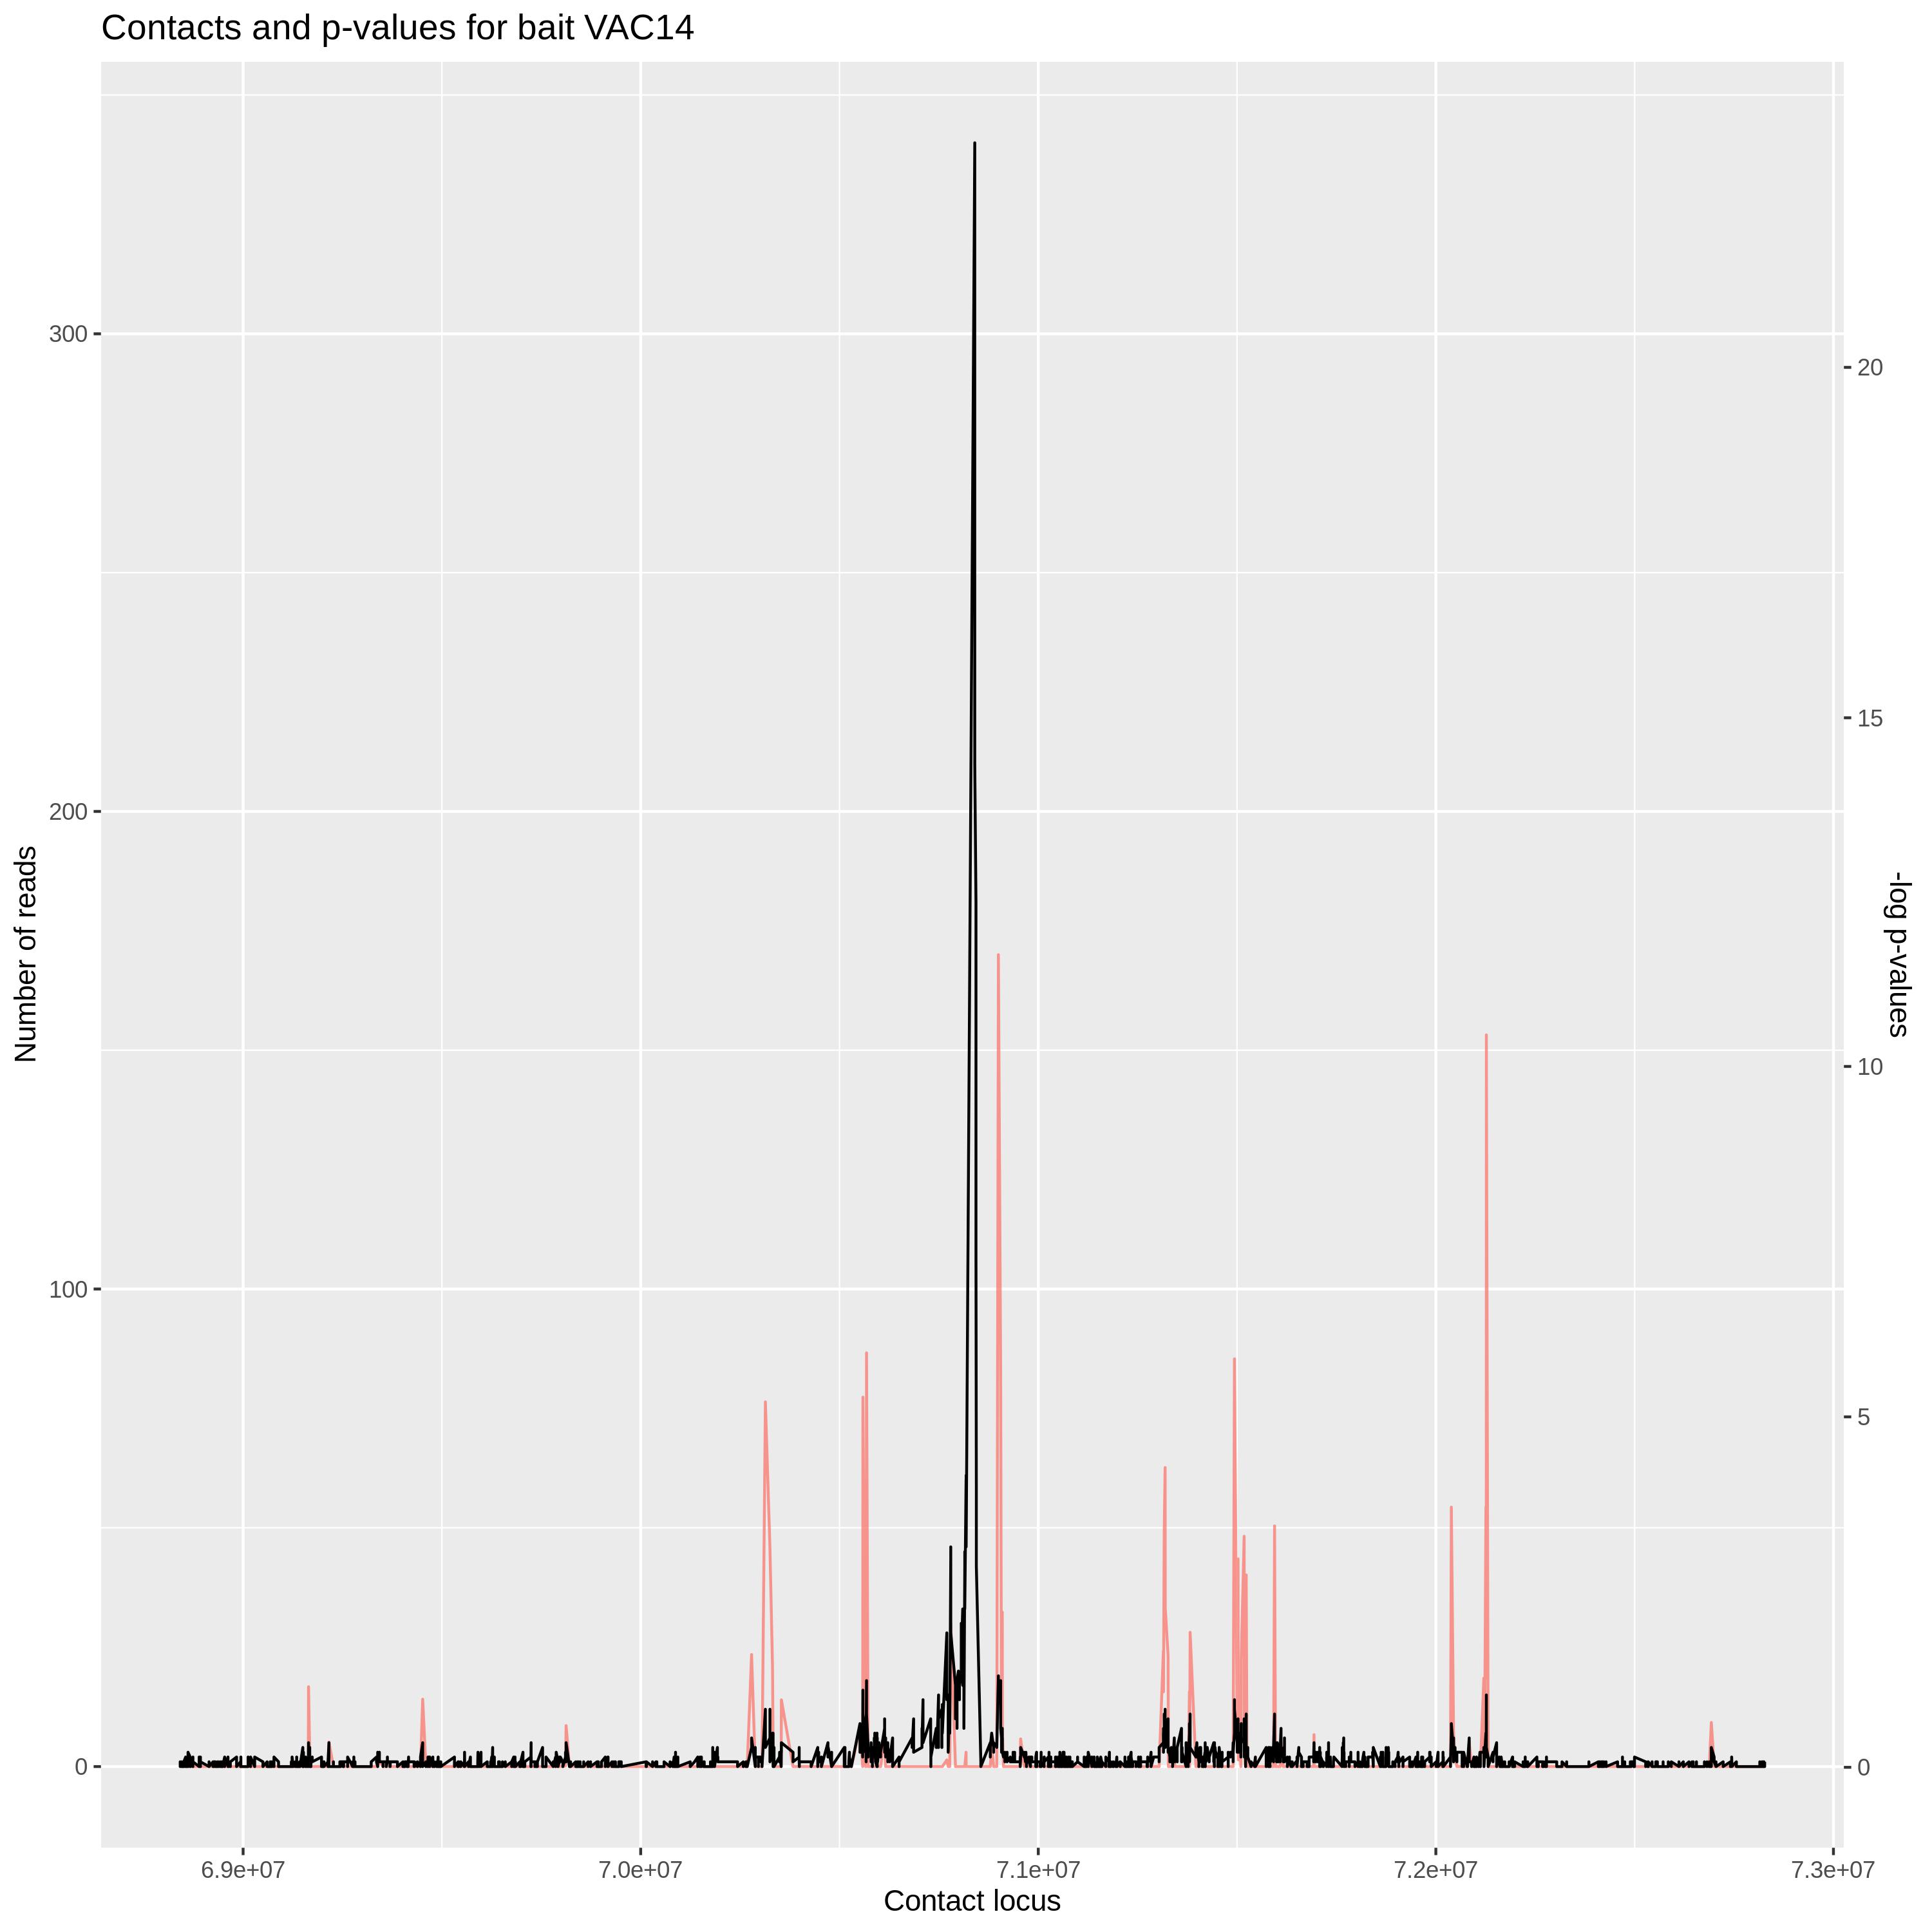 Contacts and p-values for bait VAC14
Number of reads
300
200
100
0
20
15
10
5
0
-log p-values
6.9e+07
7.0e+07
7.1e+07
7.2e+07
7.3e+07
Contact locus